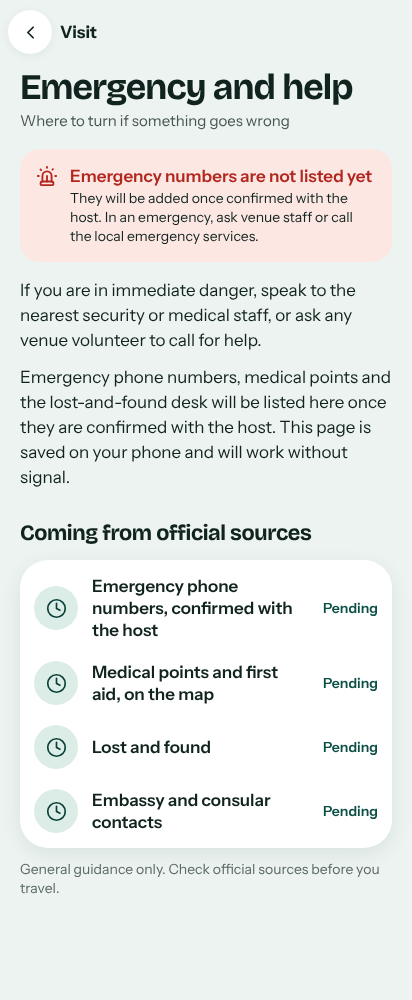 Visit
Emergency and help
Where to turn if something goes wrong
Emergency numbers are not listed yet
They will be added once confirmed with the
host. In an emergency, ask venue staff or call
the local emergency services.
If you are in immediate danger, speak to the
nearest security or medical staff, or ask any
venue volunteer to call for help.
Emergency phone numbers, medical points and
the lost-and-found desk will be listed here once
they are confirmed with the host. This page is
saved on your phone and will work without
signal.
Coming from official sources
Emergency phone
numbers, confirmed with
the host
Pending
Medical points and first
aid, on the map
Pending
Lost and found
Pending
Embassy and consular
contacts
Pending
General guidance only. Check official sources before you
travel.